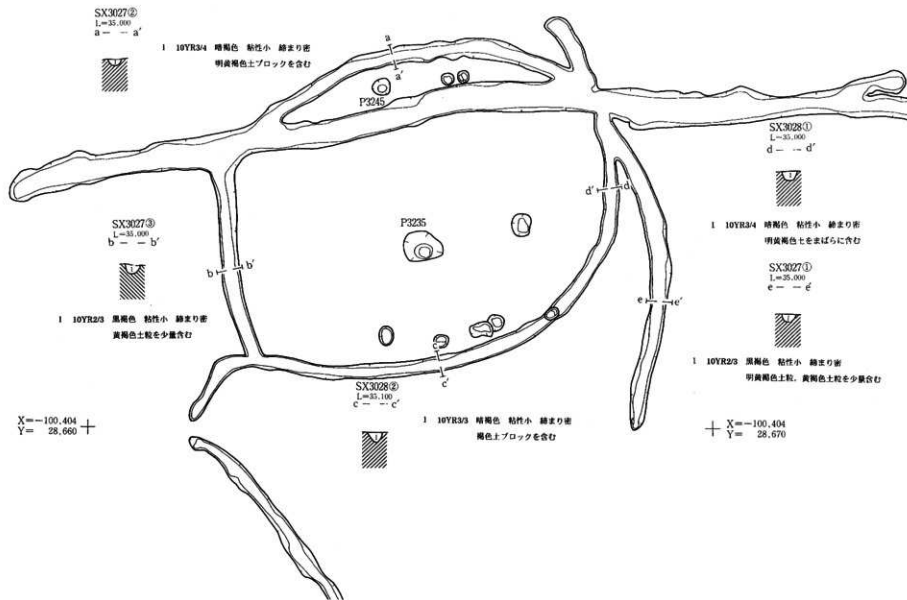 SX3027②
L=35.000
a — — a′
1 10YR3/4 暗褐色 粘性小 締まり密
明黄褐色土ブロックを含む
1
a
a′
P3245
SX3028①
L=35.000
d — — d′
1
1 10YR3/4 暗褐色 粘性小 締まり密
明黄褐色土をまばらに含む
d′ d
P3235
SX3027③
L=35.000
b — — b′
1
b b′
1 10YR2/3 黒褐色 粘性小 締まり密
黄褐色土粒を少量含む
SX3027①
L=35.000
e — — e′
1
e e′
1 10YR2/3 黒褐色 粘性小 締まり密
明黄褐色土粒、黄褐色土粒を少量含む
c
c′
SX3028②
L=35.100
c — — c′
1
1 10YR3/3 暗褐色 粘性小 締まり密
褐色土ブロックを含む
X=-100,404
Y= 28,660
X=-100,404
Y= 28,670